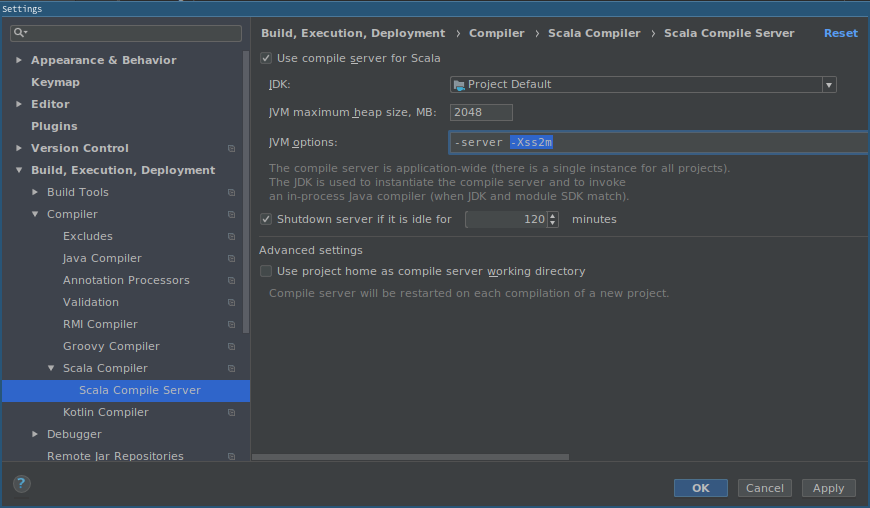 Settings
Appearance & Behavior
Keymap
Editor
Plugins
Version Control
Build, Execution, Deployment
Build Tools
Compiler
Excludes
Java Compiler
Annotation Processors
Validation
RMI Compiler
Groovy Compiler
Scala Compiler
Scala Compile Server
Kotlin Compiler
Debugger
Remote Jar Repositories
Build, Execution, Deployment › Compiler › Scala Compiler › Scala Compile Server Reset
Use compile server for Scala
JDK: Project Default
JVM maximum heap size, MB: 2048
JVM options: -server -Xss2m
The compile server is application-wide (there is a single instance for all projects).
The JDK is used to instantiate the compile server and to invoke
an in-process Java compiler (when JDK and module SDK match).
Shutdown server if it is idle for 120 minutes
Advanced settings
Use project home as compile server working directory
Compile server will be restarted on each compilation of a new project.
? OK Cancel Apply